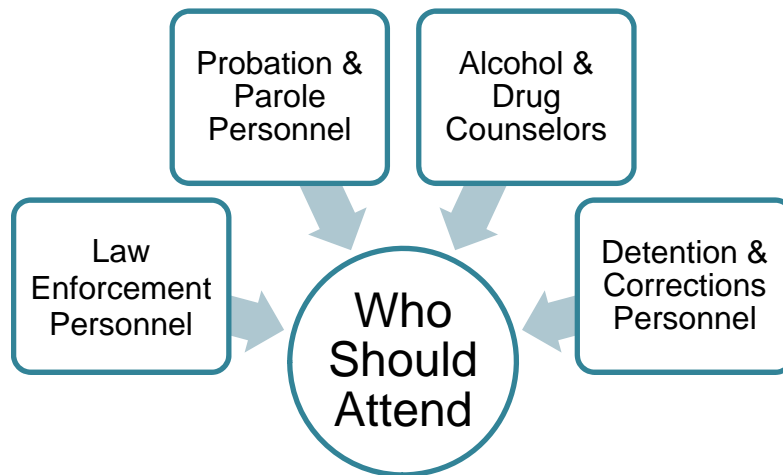 Probation &
Parole
Personnel
Alcohol &
Drug
Counselors
Law
Enforcement
Personnel
Detention &
Corrections
Personnel
Who
Should
Attend